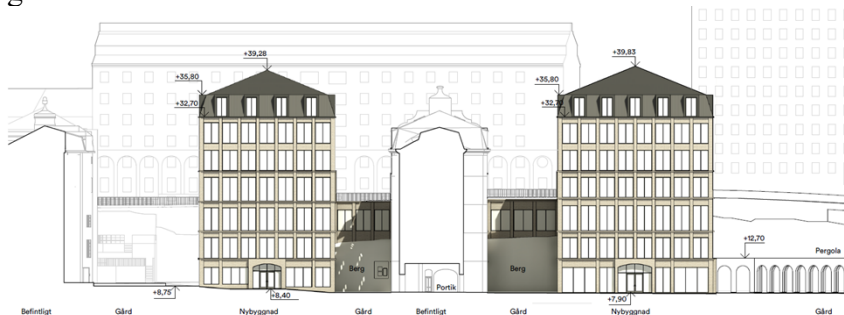 +39,28
+39,83
+35,80
+35,80
+32,70
+32,70
+12,70
Pergola
Berg
Berg
Portik
+8,75
+8,40
+7,90
Befintligt Gård Nybyggnad Gård Befintligt Gård Nybyggnad Gård